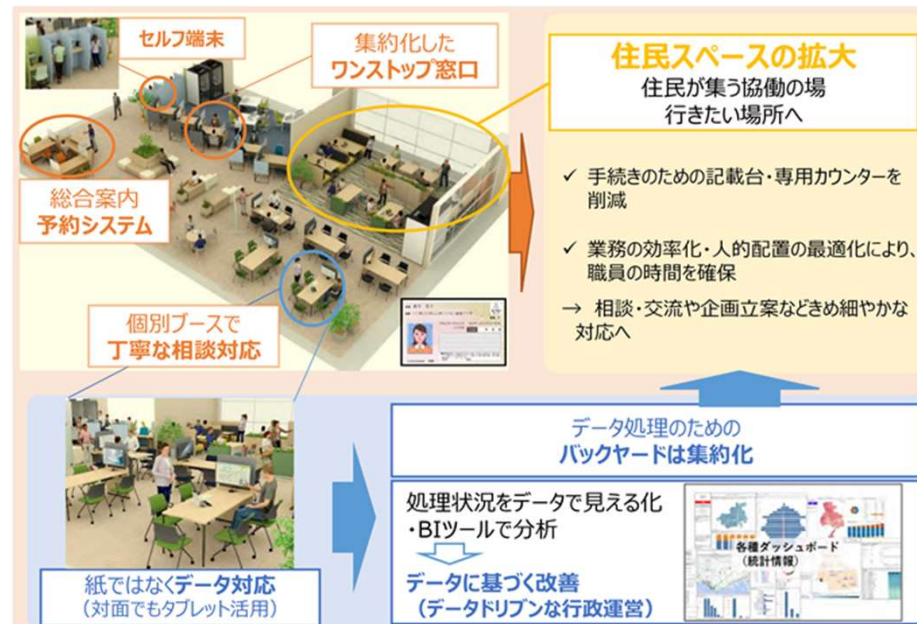 セルフ端末
集約化した
ワンストップ窓口
総合案内
予約システム
個別ブースで
丁寧な相談対応
住民スペースの拡大
住民が集う協働の場
行きたい場所へ
✓ 手続きのための記載台・専用カウンターを
削減
✓ 業務の効率化・人的配置の最適化により、
職員の時間を確保
→ 相談・交流や企画立案などきめ細やかな
対応へ
紙ではなくデータ対応
（対面でもタブレット活用）
データ処理のための
バックヤードは集約化
処理状況をデータで見える化
・BIツールで分析
データに基づく改善
（データドリブンな行政運営）
各種ダッシュボード
（統計情報）